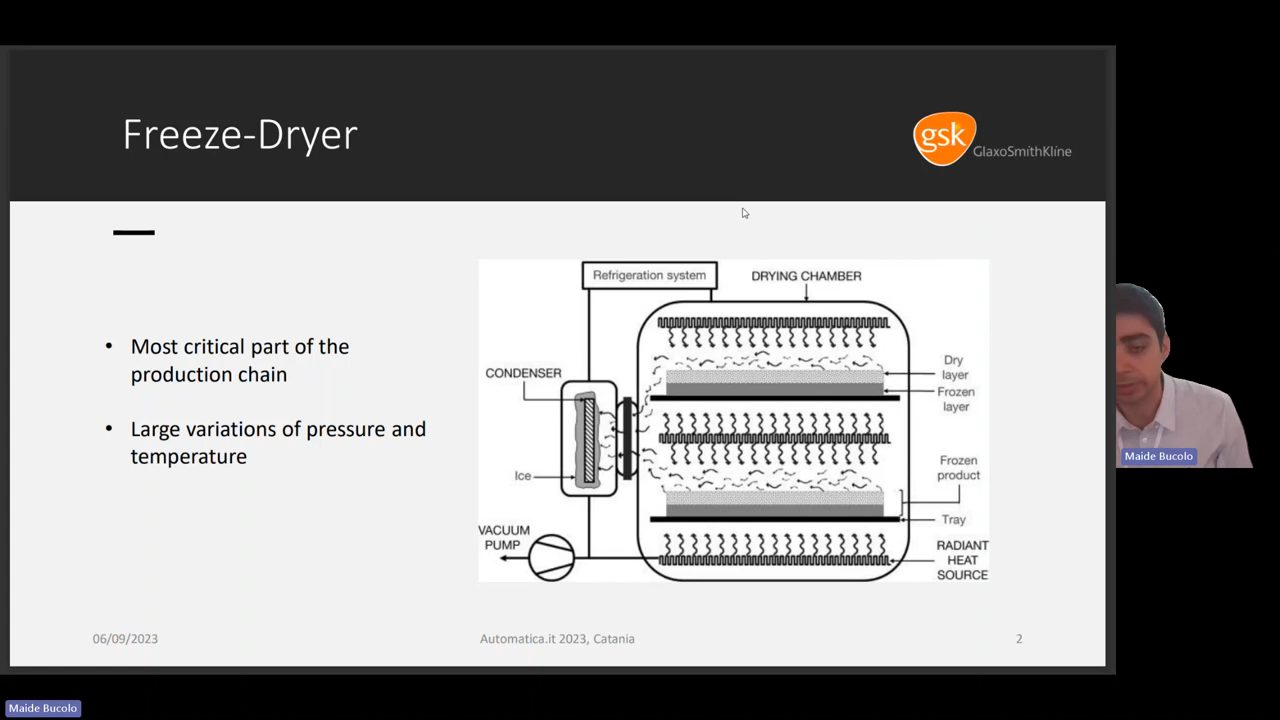 Freeze-Dryer
gsk
GlaxoSmithKline
• Most critical part of the
production chain
• Large variations of pressure and
temperature
Refrigeration system
DRYING CHAMBER
CONDENSER
Dry
layer
Frozen
layer
Ice
Frozen
product
Tray
VACUUM
PUMP
RADIANT
HEAT
SOURCE
06/09/2023
Automatica.it 2023, Catania
2
Maide Bucolo
Maide Bucolo